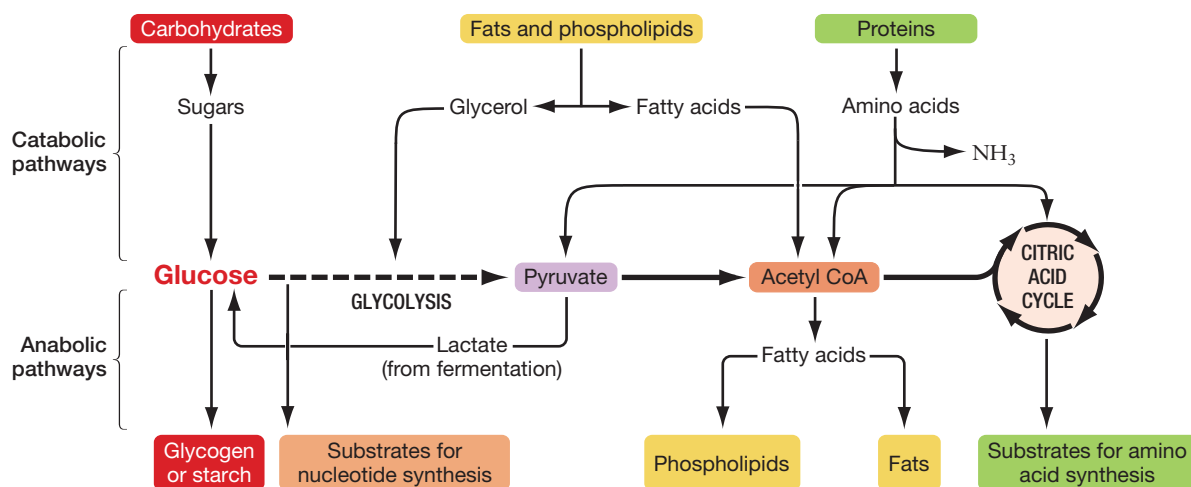 Carbohydrates
Fats and phospholipids
Proteins
Sugars
Glycerol
Fatty acids
Amino acids
NH₃
Catabolic
pathways
Glucose
GLYCOLYSIS
Pyruvate
Acetyl CoA
CITRIC
ACID
CYCLE
Anabolic
pathways
Lactate
(from fermentation)
Fatty acids
Glycogen
or starch
Substrates for
nucleotide synthesis
Phospholipids
Fats
Substrates for amino
acid synthesis